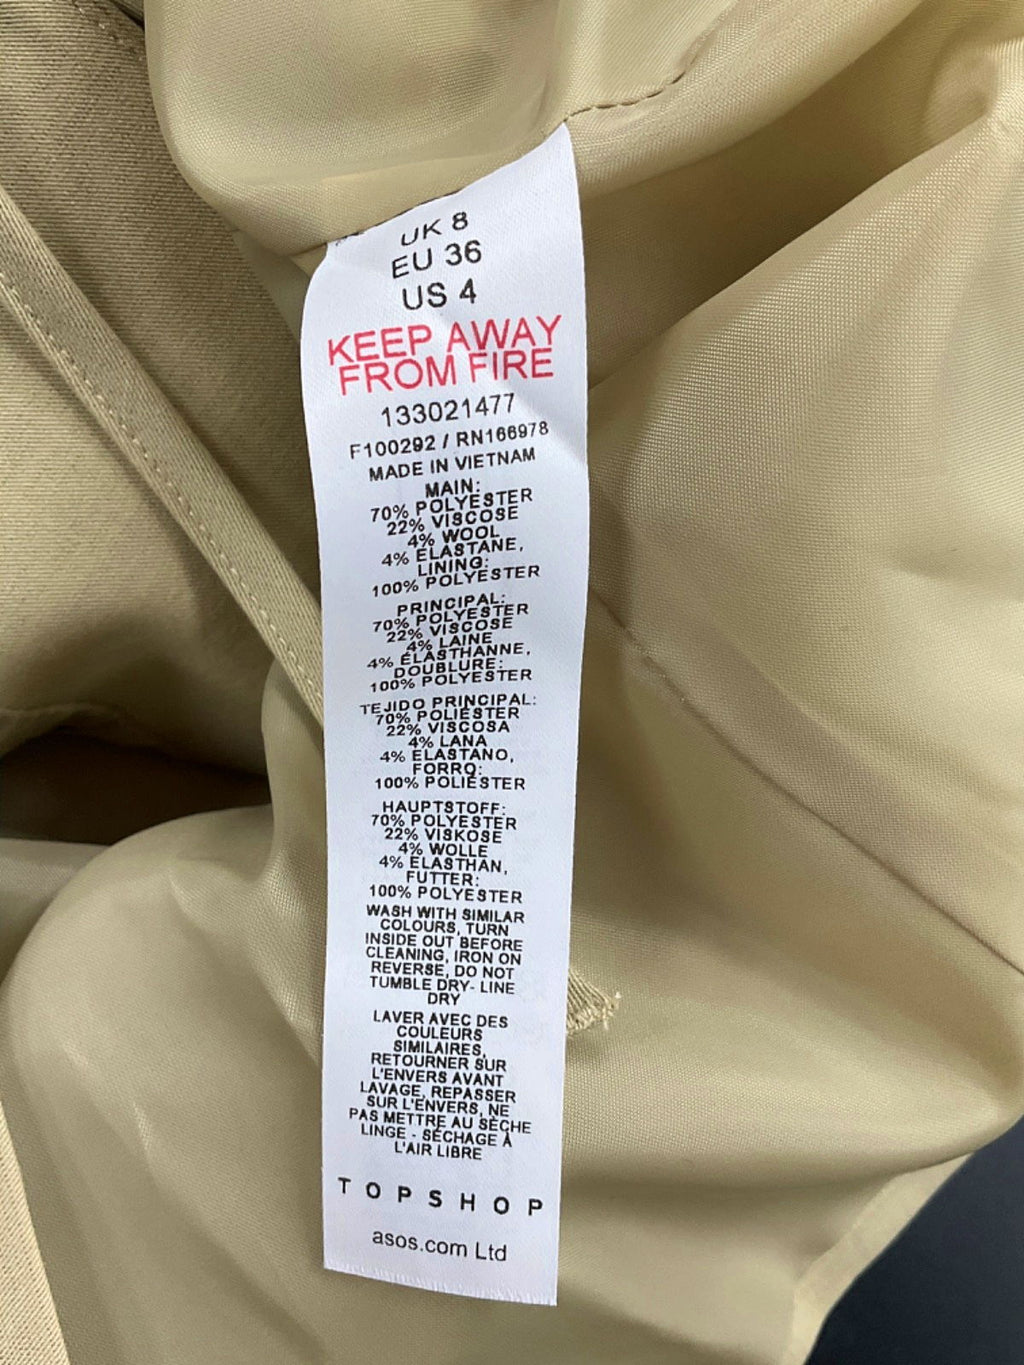 UK 8
EU 36
US 4
KEEP AWAY
FROM FIRE
133021477
F100292 / RN166978
MADE IN VIETNAM
MAIN:
70% POLYESTER
22% VISCOSE
4% WOOL
4% ELASTANE,
LINING:
100% POLYESTER
PRINCIPAL:
70% POLYESTER
22% VISCOSE
4% LAINE
4% ÉLASTHANNE,
DOUBLURE:
100% POLYESTER
TEJIDO PRINCIPAL:
70% POLIÉSTER
22% VISCOSA
4% LANA
4% ELASTANO,
FORRO:
100% POLIÉSTER
HAUPTSTOFF:
70% POLYESTER
22% VISKOSE
4% WOLLE
4% ELASTHAN,
FUTTER:
100% POLYESTER
WASH WITH SIMILAR
COLOURS, TURN
INSIDE OUT BEFORE
CLEANING, IRON ON
REVERSE, DO NOT
TUMBLE DRY- LINE
DRY
LAVER AVEC DES
COULEURS
SIMILAIRES,
RETOURNER SUR
L'ENVERS AVANT
LAVAGE, REPASSER
SUR L'ENVERS, NE
PAS METTRE AU SÈCHE
LINGE - SÉCHAGE À
L'AIR LIBRE
TOPSHOP
asos.com Ltd